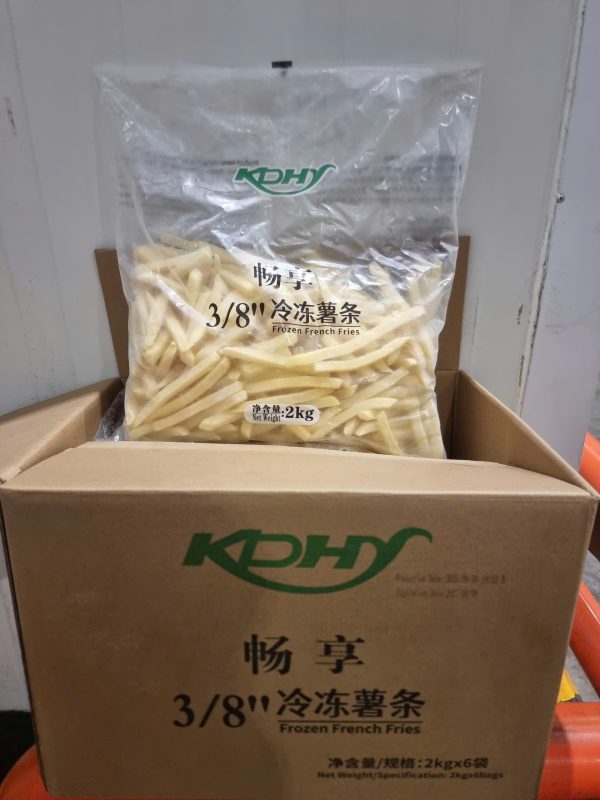 KDHY
畅享
3/8"冷冻薯条
Frozen French Fries
净含量:2kg
Net Weight
KDHY
畅享
3/8"冷冻薯条
Frozen French Fries
净含量/规格:2kgx6袋
Net Weight/Specification: 2kgx6bags